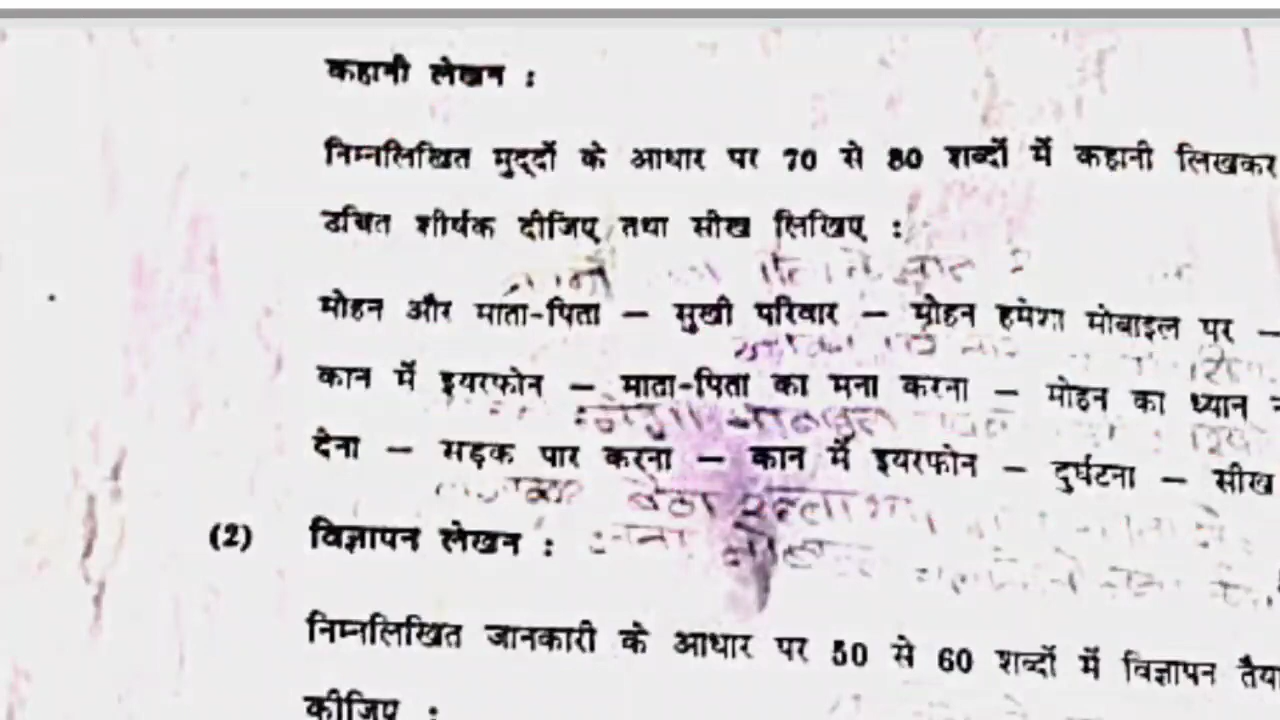 कहानी लेखन :
निम्नलिखित मुद्दों के आधार पर 70 से 80 शब्दों में कहानी लिखकर
उचित शीर्षक दीजिए तथा सीख लिखिए :
मोहन और माता-पिता – सुखी परिवार – मोहन हमेशा मोबाइल पर –
कान में इयरफोन – माता-पिता का मना करना – मोहन का ध्यान न
देना – सड़क पार करना – कान में इयरफोन – दुर्घटना – सीख
(2) विज्ञापन लेखन :
निम्नलिखित जानकारी के आधार पर 50 से 60 शब्दों में विज्ञापन तैया
कीजिए :